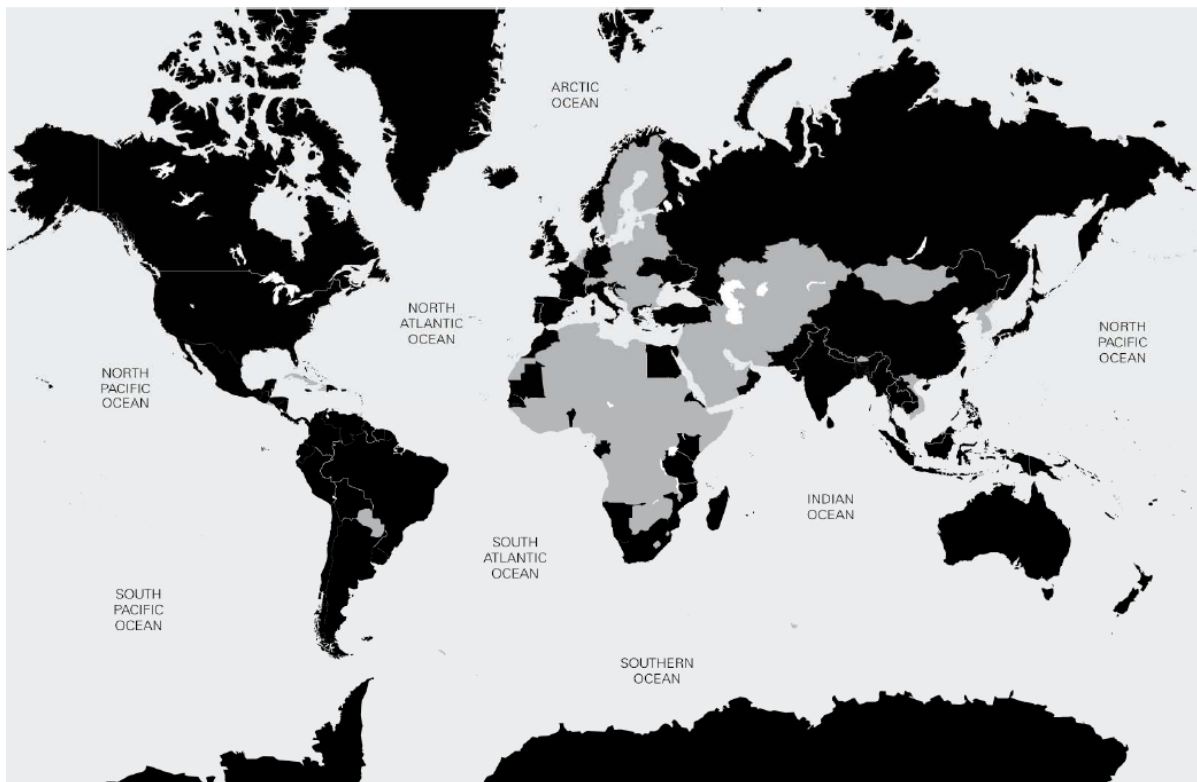 ARCTIC
OCEAN
NORTH
ATLANTIC
OCEAN
NORTH
PACIFIC
OCEAN
NORTH
PACIFIC
OCEAN
INDIAN
OCEAN
SOUTH
ATLANTIC
OCEAN
SOUTH
PACIFIC
OCEAN
SOUTHERN
OCEAN